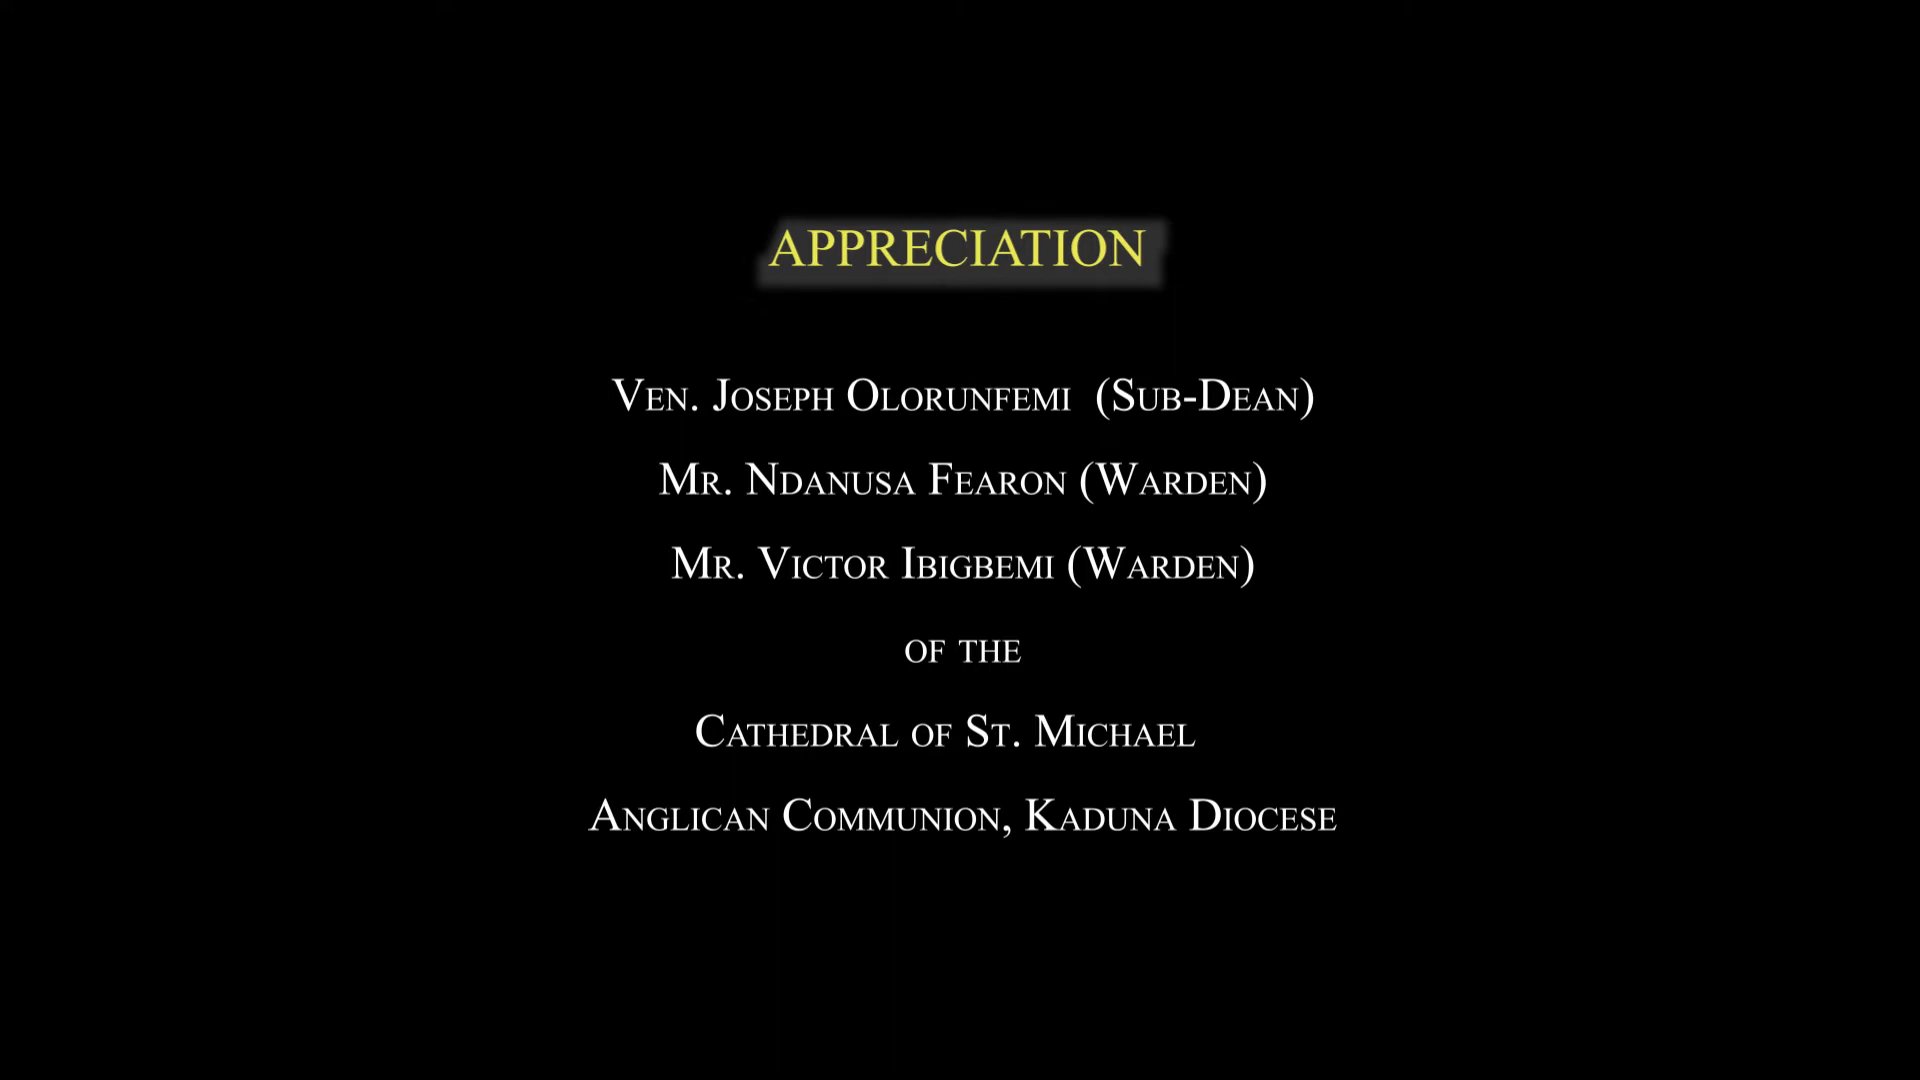 APPRECIATION
Ven. Joseph Olorunfemi (Sub-Dean)
Mr. Ndanusa Fearon (Warden)
Mr. Victor Ibigbemi (Warden)
of the
Cathedral of St. Michael
Anglican Communion, Kaduna Diocese